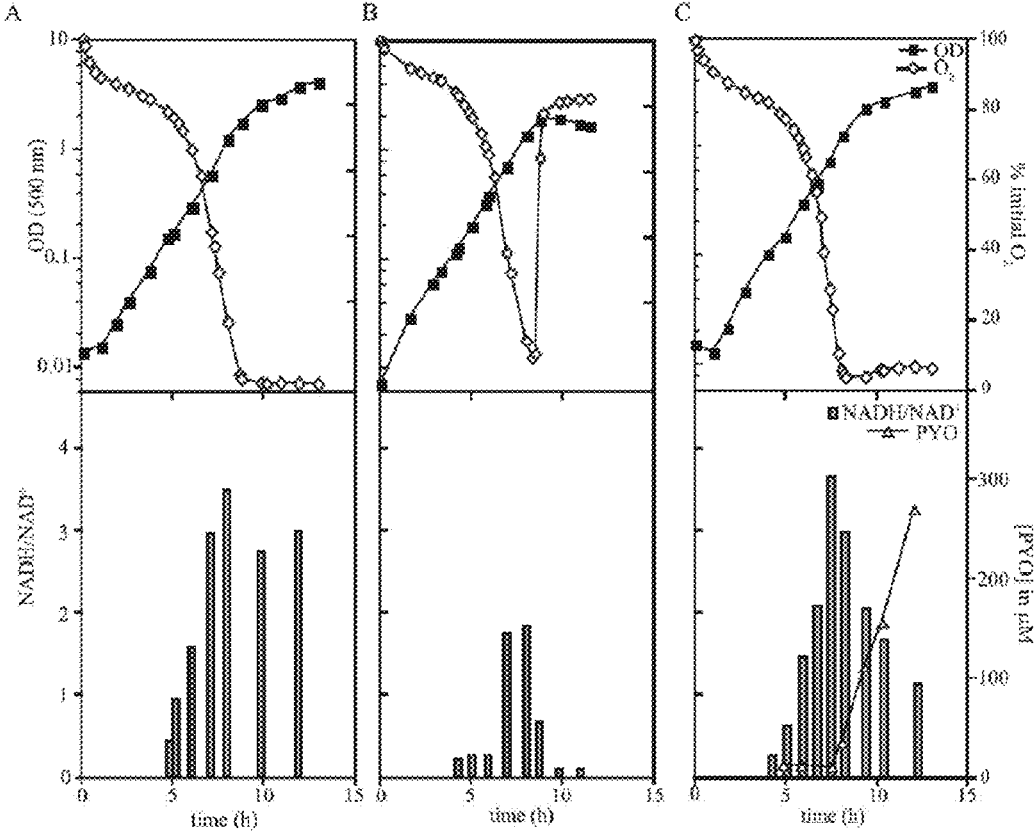 A B C
10 1 0.1 0.01
OD (500 nm)
OD
O₂
100 80 60 40 20 0
% initial O₂
4 3 2 1 0
NADH/NAD⁺
NADH/NAD⁺
PYO
300 200 100 0
[PYO] in µM
0 5 10 15 0 5 10 15 0 5 10 15
time (h) time (h) time (h)